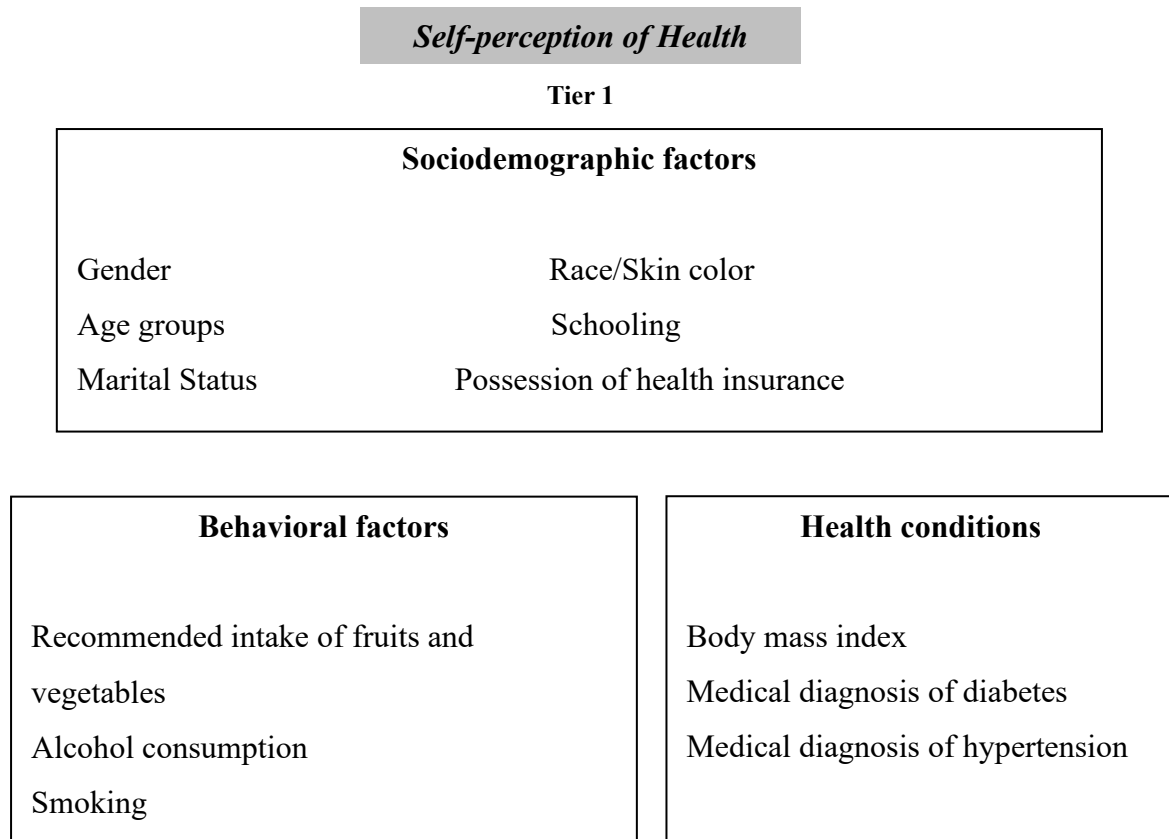 Self-perception of Health
Tier 1
Sociodemographic factors
Gender Race/Skin color
Age groups Schooling
Marital Status Possession of health insurance
Behavioral factors
Recommended intake of fruits and
vegetables
Alcohol consumption
Smoking
Health conditions
Body mass index
Medical diagnosis of diabetes
Medical diagnosis of hypertension